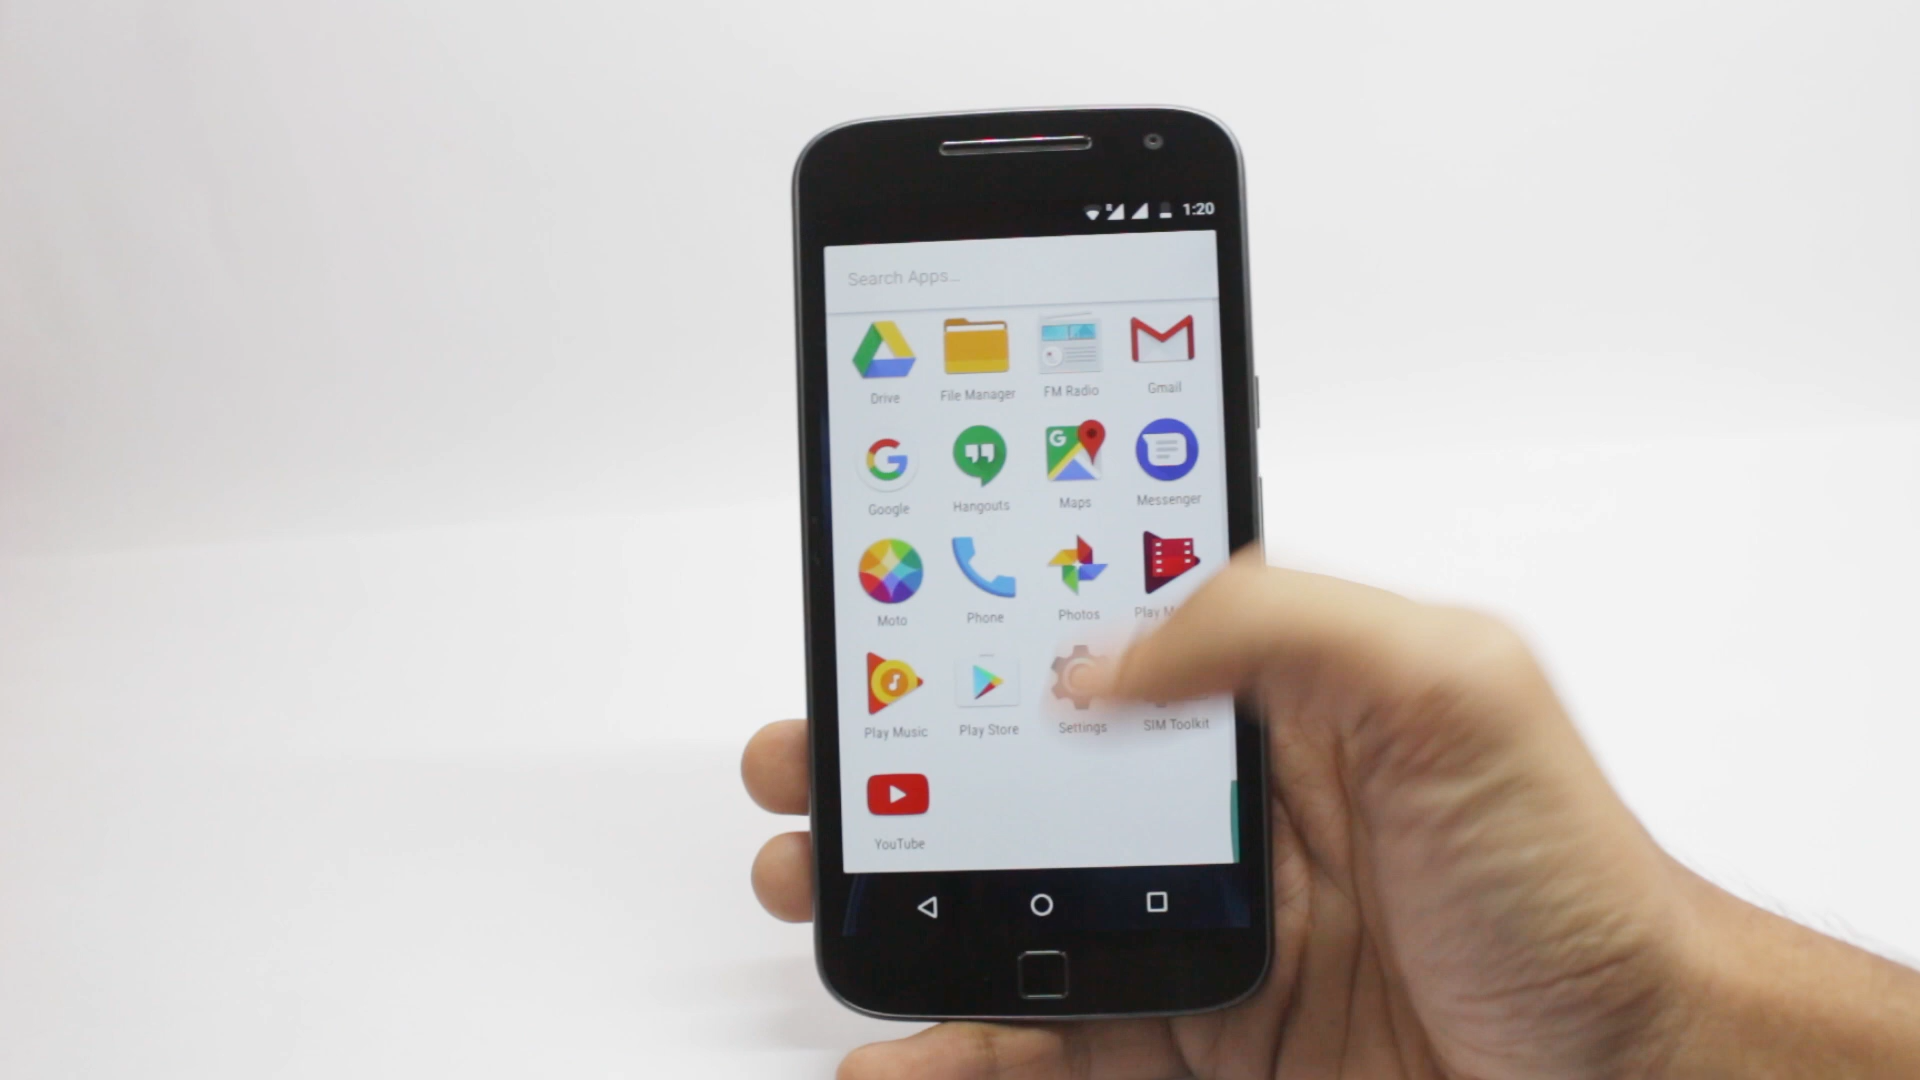 1:20
Search Apps...
Drive File Manager FM Radio Gmail
Google Hangouts Maps Messenger
Moto Phone Photos Play
Play Music Play Store Settings SIM Toolkit
YouTube